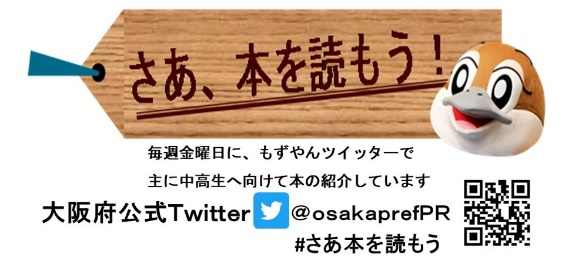 さあ、本を読もう！
毎週金曜日に、もずやんツイッターで
主に中高生へ向けて本の紹介しています
大阪府公式Twitter @osakaprefPR
#さあ本を読もう